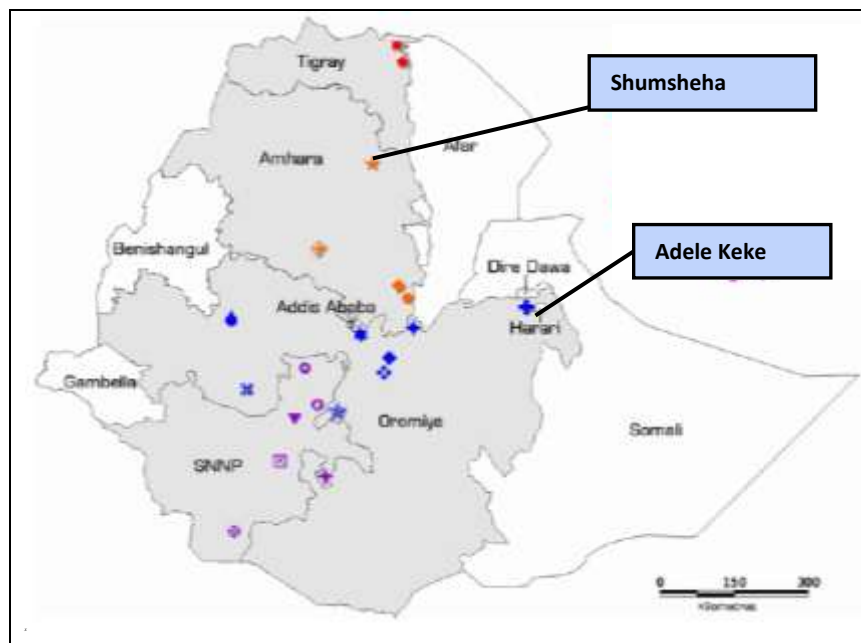 Tigray
Shumsheha
Amhara
Afar
Benishangul
Adele Keke
Dire Dawa
Addis Ababa
Harari
Gambella
Oromiya
Somali
SNNP
0 150 300
Kilometres